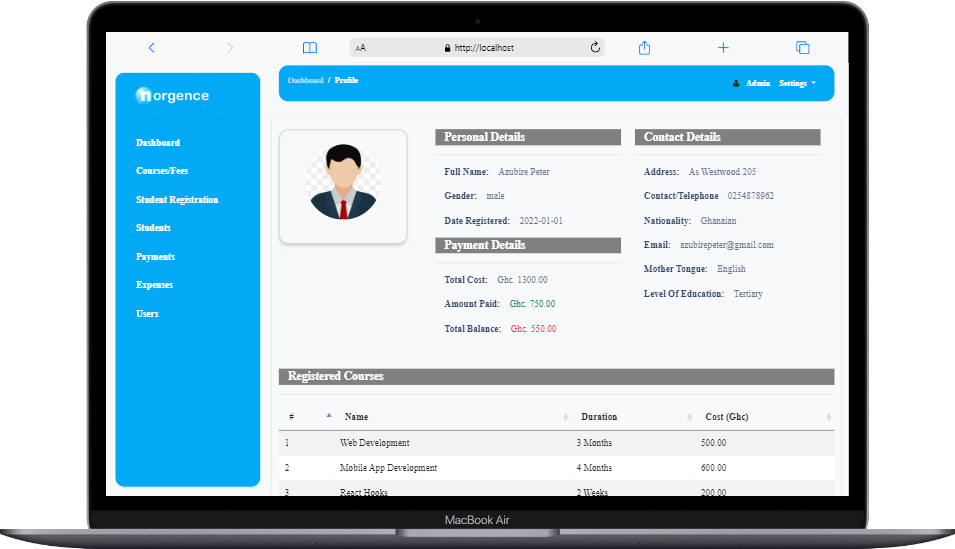 AA http://localhost
norgence
Dashboard
Courses/Fees
Student Registration
Students
Payments
Expenses
Users
Dashboard / Profile
Admin Settings
Personal Details
Full Name: Azubire Peter
Gender: male
Date Registered: 2022-01-01
Payment Details
Total Cost: Ghc. 1300.00
Amount Paid: Ghc. 750.00
Total Balance: Ghc. 550.00
Contact Details
Address: As Westwood 205
Contact/Telephone 0254878962
Nationality: Ghanaian
Email: azubirepeter@gmail.com
Mother Tongue: English
Level Of Education: Tertiary
Registered Courses
# Name Duration Cost (Ghc)
1 Web Development 3 Months 500.00
2 Mobile App Development 4 Months 600.00
3 React Hooks 2 Weeks 200.00
MacBook Air